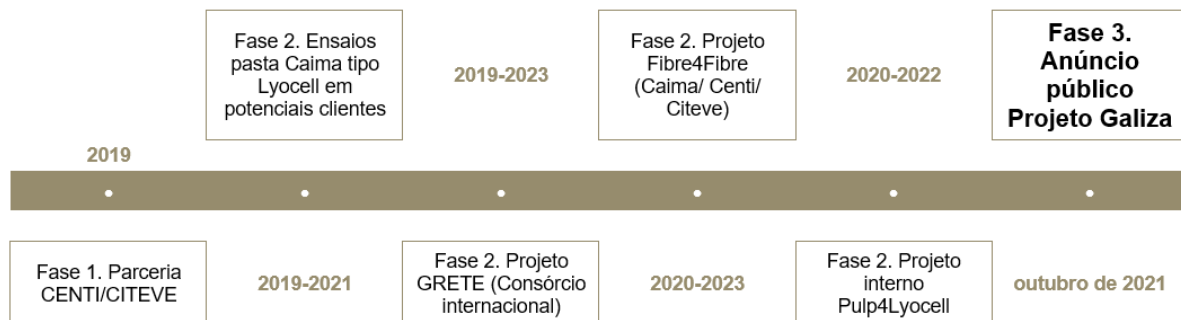 Fase 2. Ensaios
pasta Caima tipo
Lyocell em
potenciais clientes
2019-2023
Fase 2. Projeto
Fibre4Fibre
(Caima/ Centi/
Citeve)
2020-2022
Fase 3.
Anúncio
público
Projeto Galiza
2019
Fase 1. Parceria
CENTI/CITEVE
2019-2021
Fase 2. Projeto
GRETE (Consórcio
internacional)
2020-2023
Fase 2. Projeto
interno
Pulp4Lyocell
outubro de 2021